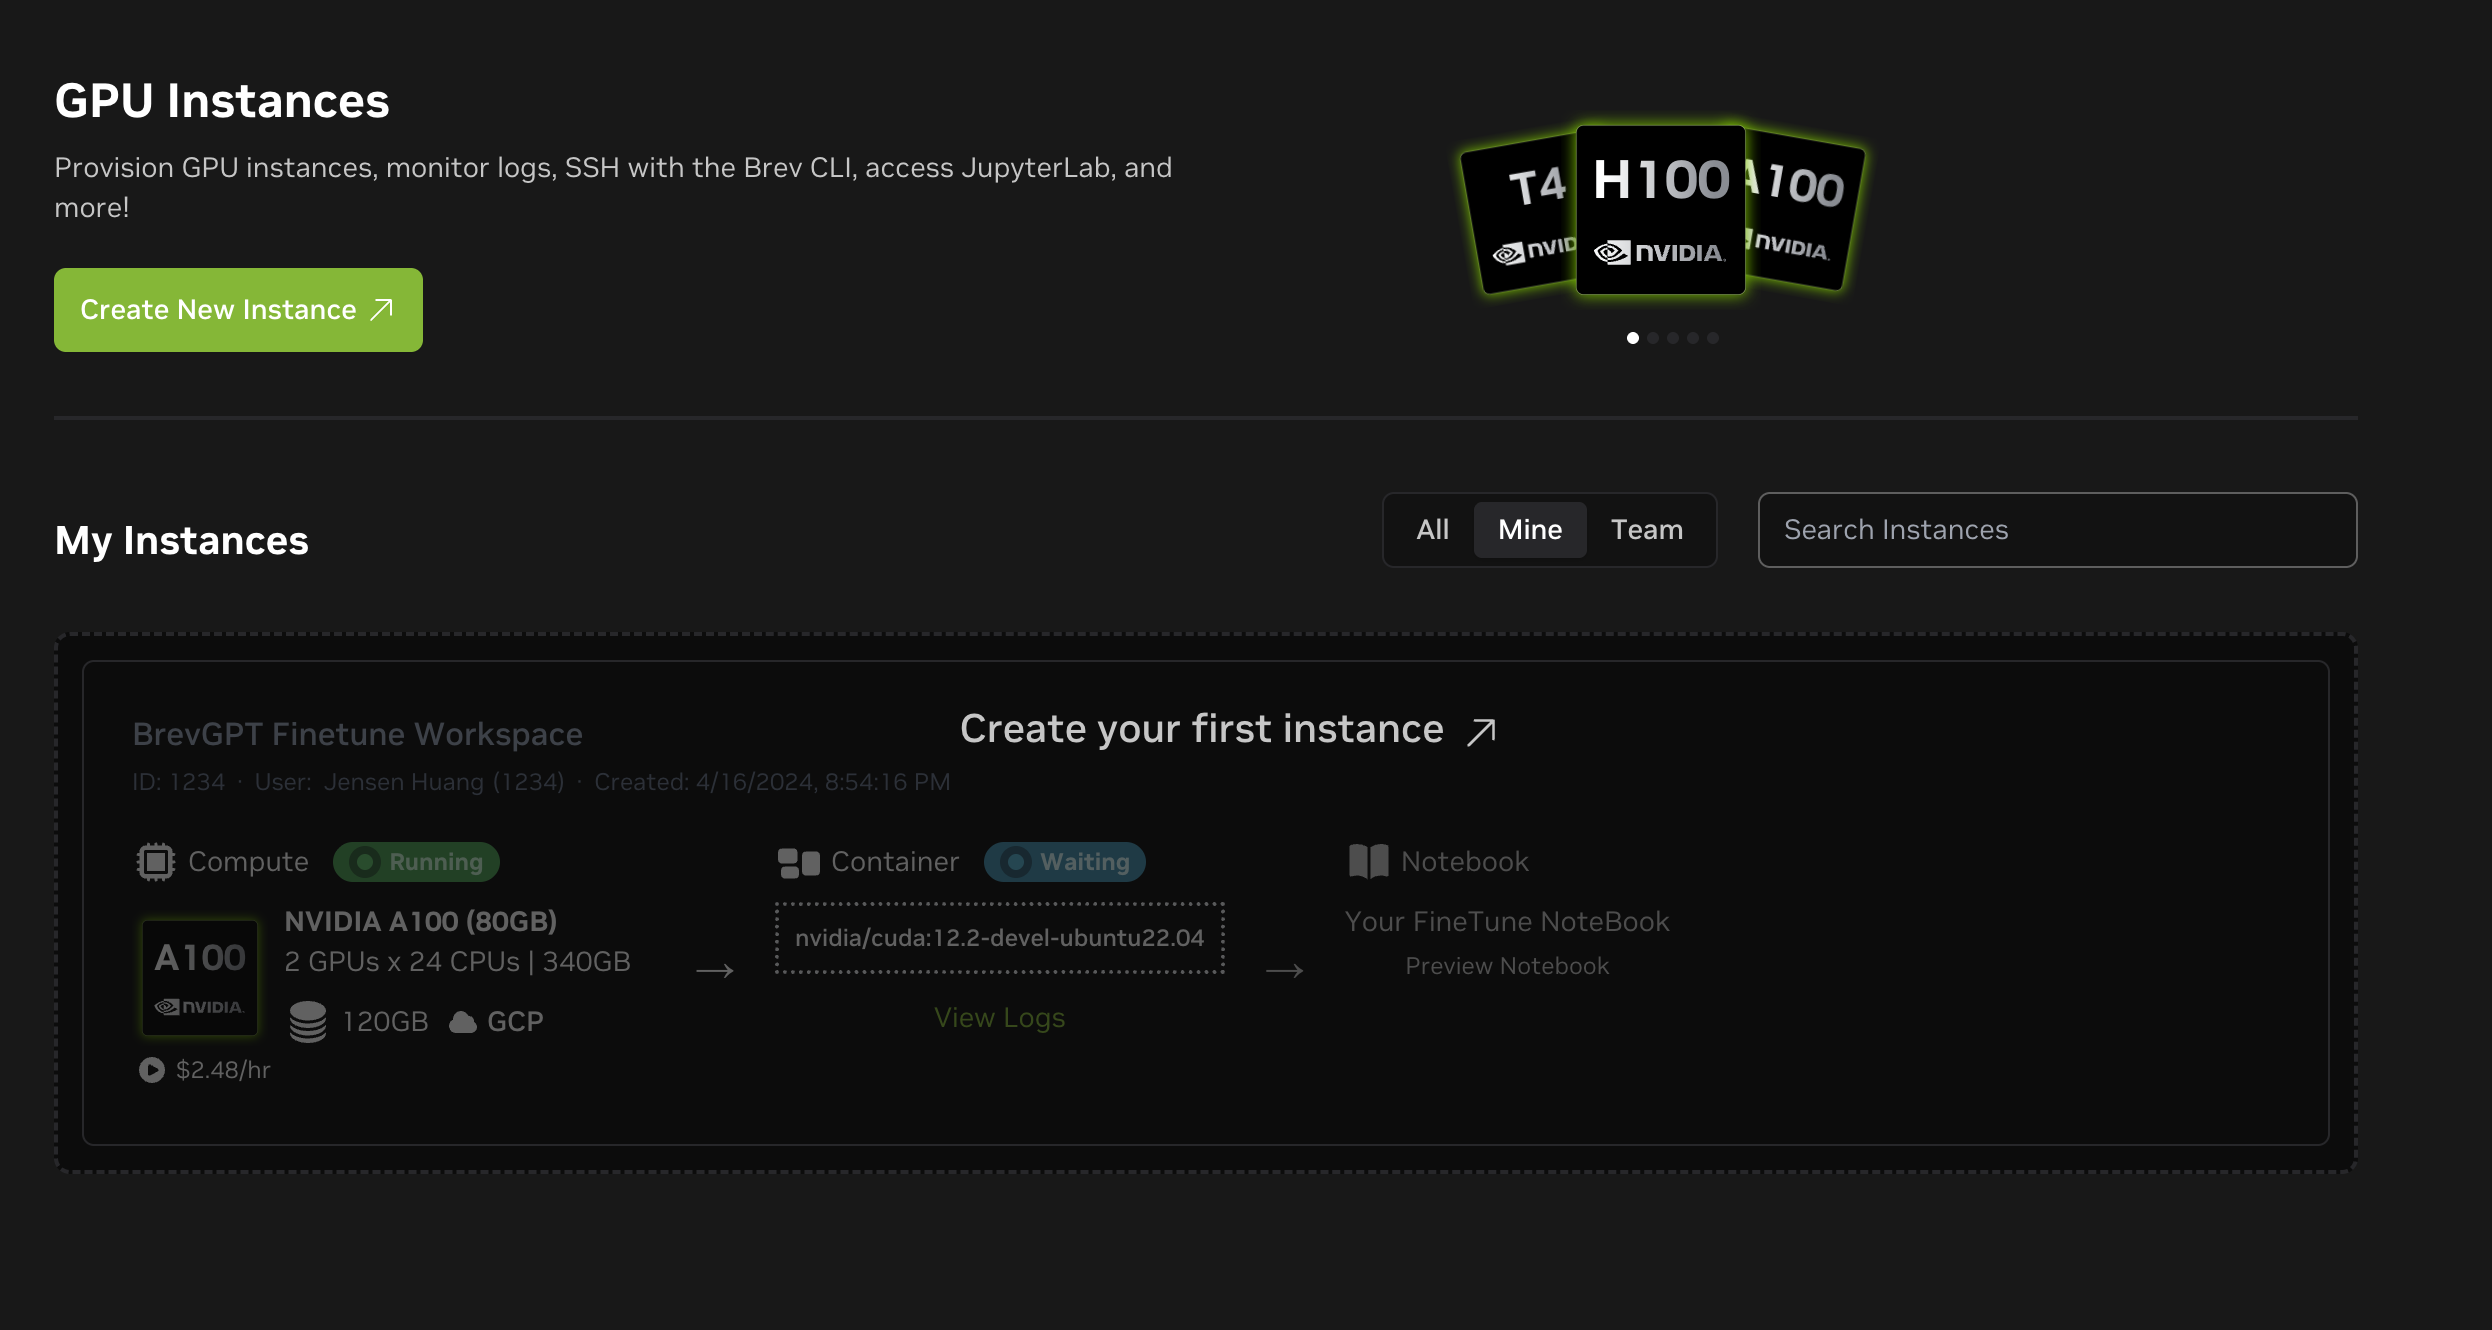 GPU Instances
Provision GPU instances, monitor logs, SSH with the Brev CLI, access JupyterLab, and
more!
Create New Instance
T4
NVID
H100
NVIDIA.
A100
NVIDIA.
My Instances
All
Mine
Team
Search Instances
Create your first instance
BrevGPT Finetune Workspace
ID: 1234 · User: Jensen Huang (1234) · Created: 4/16/2024, 8:54:16 PM
Compute
Running
A100
NVIDIA.
NVIDIA A100 (80GB)
2 GPUs x 24 CPUs | 340GB
120GB
GCP
$2.48/hr
Container
Waiting
nvidia/cuda:12.2-devel-ubuntu22.04
View Logs
Notebook
Your FineTune NoteBook
Preview Notebook